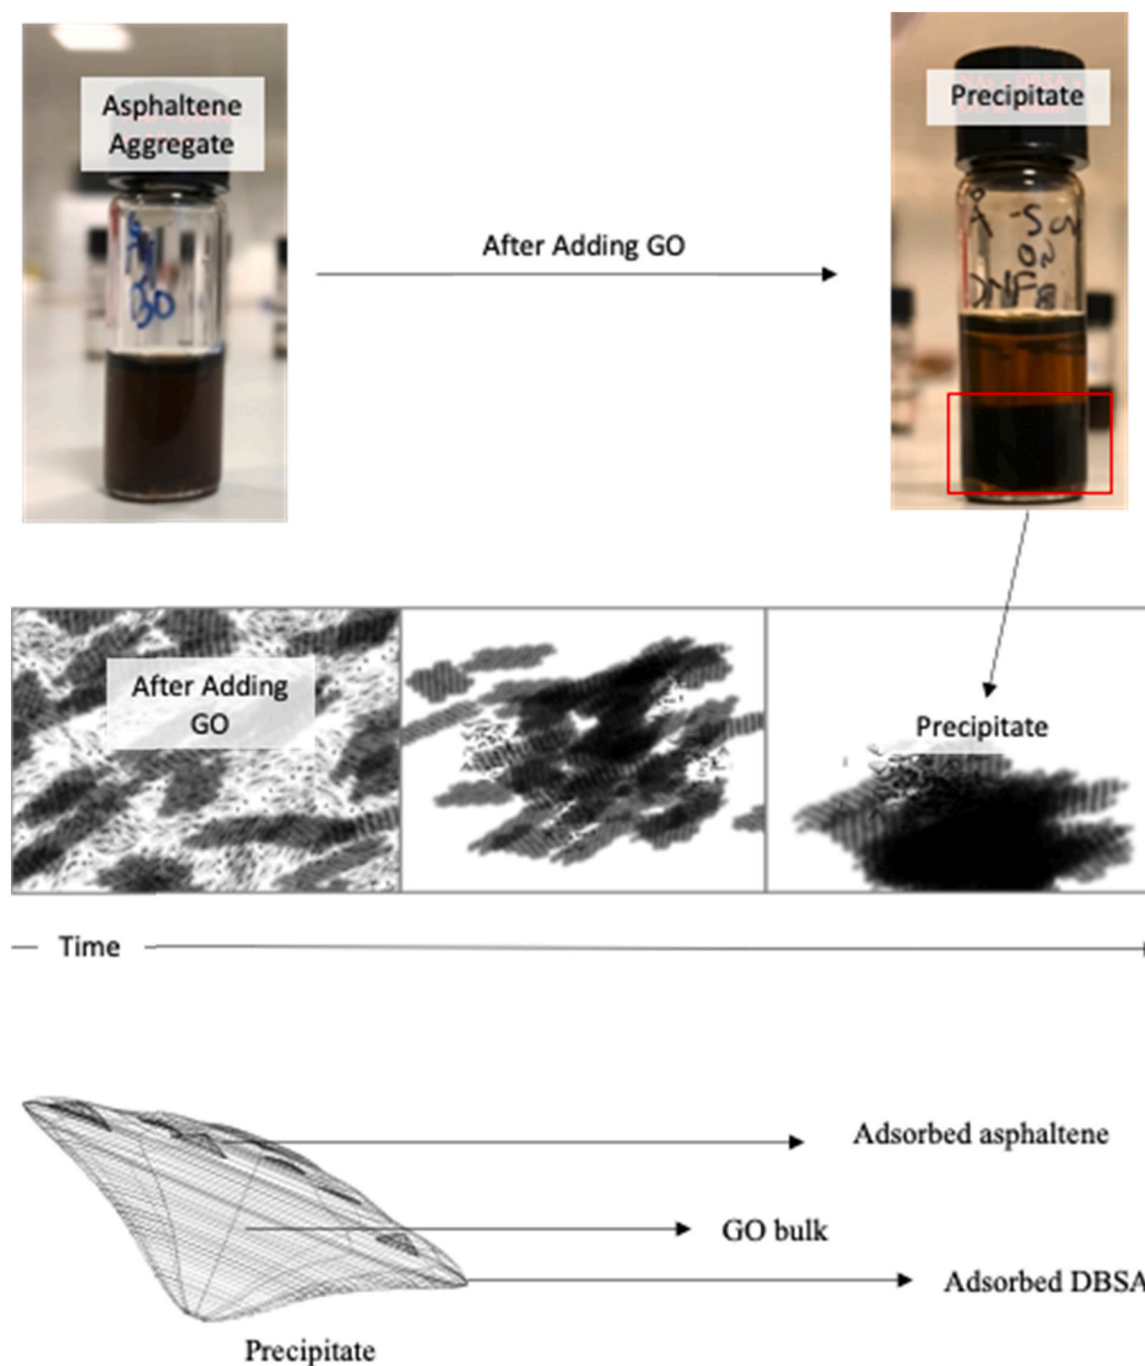 Asphaltene
Aggregate
Precipitate
After Adding GO
After Adding
GO
Precipitate
Time
Adsorbed asphaltene
GO bulk
Adsorbed DBSA
Precipitate